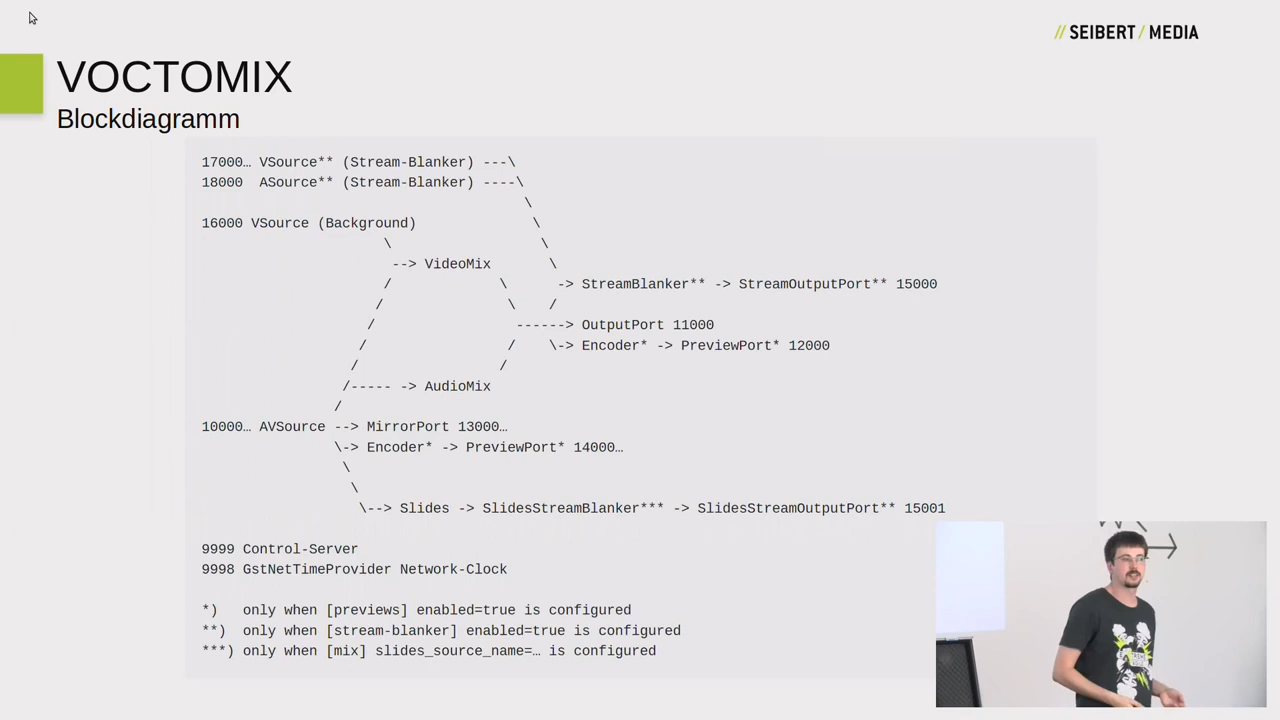 // SEIBERT / MEDIA
VOCTOMIX
Blockdiagramm
17000… VSource** (Stream-Blanker) ---\
18000  ASource** (Stream-Blanker) ----\
\
16000 VSource (Background)              \
\                  \
--> VideoMix       \
/             \      -> StreamBlanker** -> StreamOutputPort** 15000
/               \    /
/                 ------> OutputPort 11000
/                 /    \-> Encoder* -> PreviewPort* 12000
/                 /
/----- -> AudioMix
/
10000… AVSource --> MirrorPort 13000…
\-> Encoder* -> PreviewPort* 14000…
\
\
\--> Slides -> SlidesStreamBlanker*** -> SlidesStreamOutputPort** 15001
9999 Control-Server
9998 GstNetTimeProvider Network-Clock
*)   only when [previews] enabled=true is configured
**)  only when [stream-blanker] enabled=true is configured
***) only when [mix] slides_source_name=… is configured